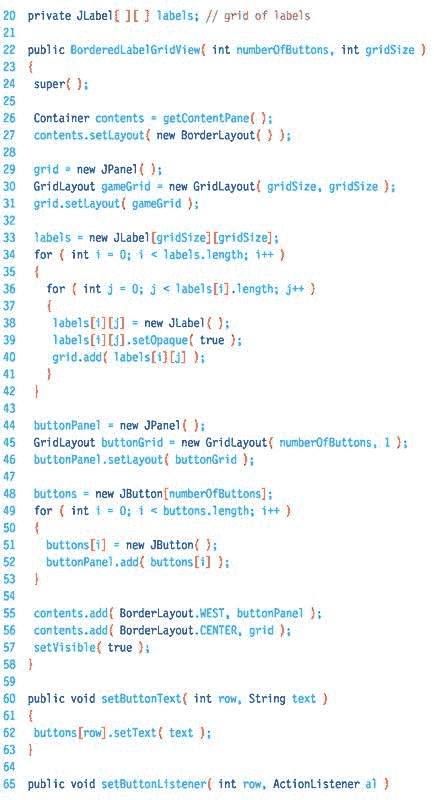 20 private JLabel[ ][ ] labels; // grid of labels
21
22 public BorderedLabelGridView( int numberOfButtons, int gridSize )
23 {
24 super( );
25
26 Container contents = getContentPane( );
27 contents.setLayout( new BorderLayout( ) );
28
29 grid = new JPanel( );
30 GridLayout gameGrid = new GridLayout( gridSize, gridSize );
31 grid.setLayout( gameGrid );
32
33 labels = new JLabel[gridSize][gridSize];
34 for ( int i = 0; i < labels.length; i++ )
35 {
36 for ( int j = 0; j < labels[i].length; j++ )
37 {
38 labels[i][j] = new JLabel( );
39 labels[i][j].setOpaque( true );
40 grid.add( labels[i][j] );
41 }
42 }
43
44 buttonPanel = new JPanel( );
45 GridLayout buttonGrid = new GridLayout( numberOfButtons, 1 );
46 buttonPanel.setLayout( buttonGrid );
47
48 buttons = new JButton[numberOfButtons];
49 for ( int i = 0; i < buttons.length; i++ )
50 {
51 buttons[i] = new JButton( );
52 buttonPanel.add( buttons[i] );
53 }
54
55 contents.add( BorderLayout.WEST, buttonPanel );
56 contents.add( BorderLayout.CENTER, grid );
57 setVisible( true );
58 }
59
60 public void setButtonText( int row, String text )
61 {
62 buttons[row].setText( text );
63 }
64
65 public void setButtonListener( int row, ActionListener al )